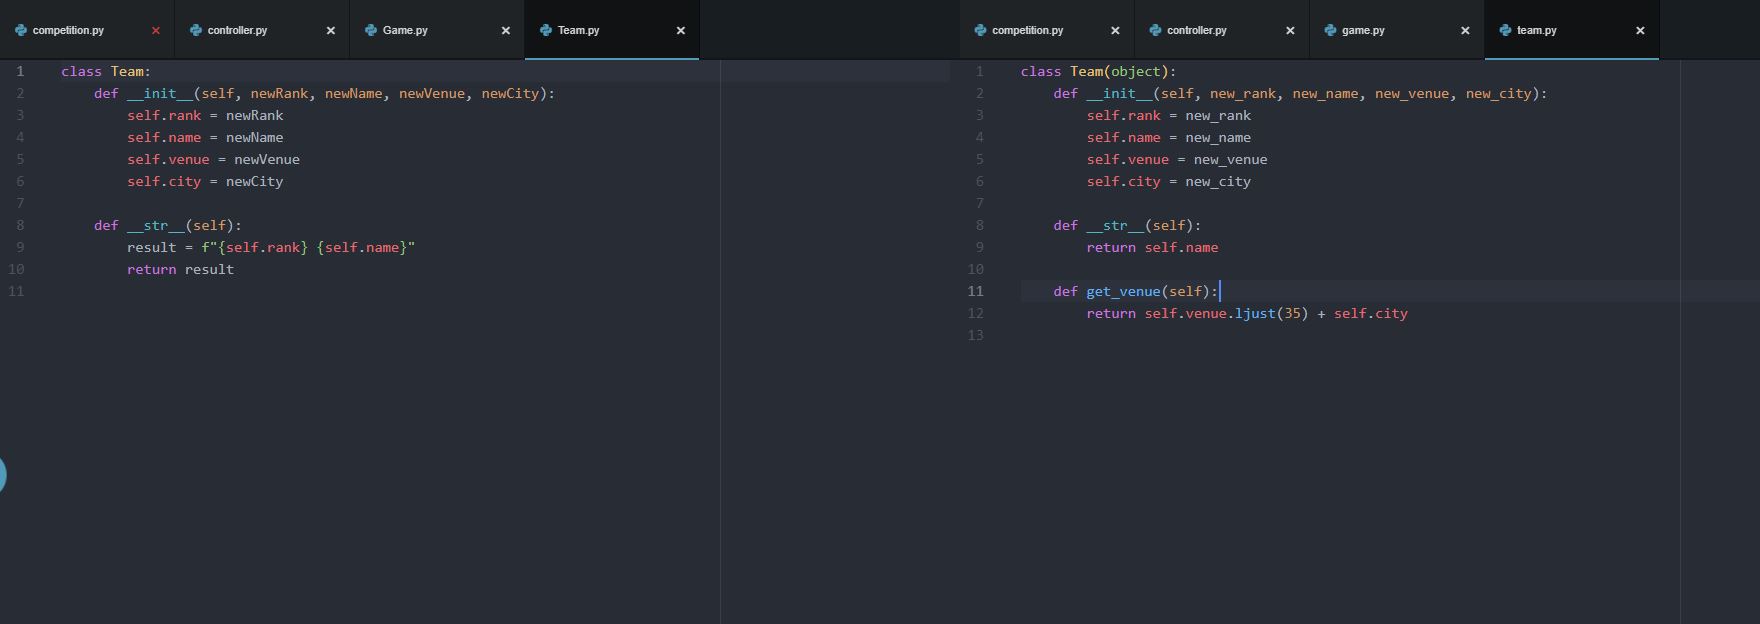 competition.py controller.py Game.py Team.py
1 class Team:
2     def __init__(self, newRank, newName, newVenue, newCity):
3         self.rank = newRank
4         self.name = newName
5         self.venue = newVenue
6         self.city = newCity
7
8     def __str__(self):
9         result = f"{self.rank} {self.name}"
10         return result
11
competition.py controller.py game.py team.py
1 class Team(object):
2     def __init__(self, new_rank, new_name, new_venue, new_city):
3         self.rank = new_rank
4         self.name = new_name
5         self.venue = new_venue
6         self.city = new_city
7
8     def __str__(self):
9         return self.name
10
11     def get_venue(self):
12         return self.venue.ljust(35) + self.city
13